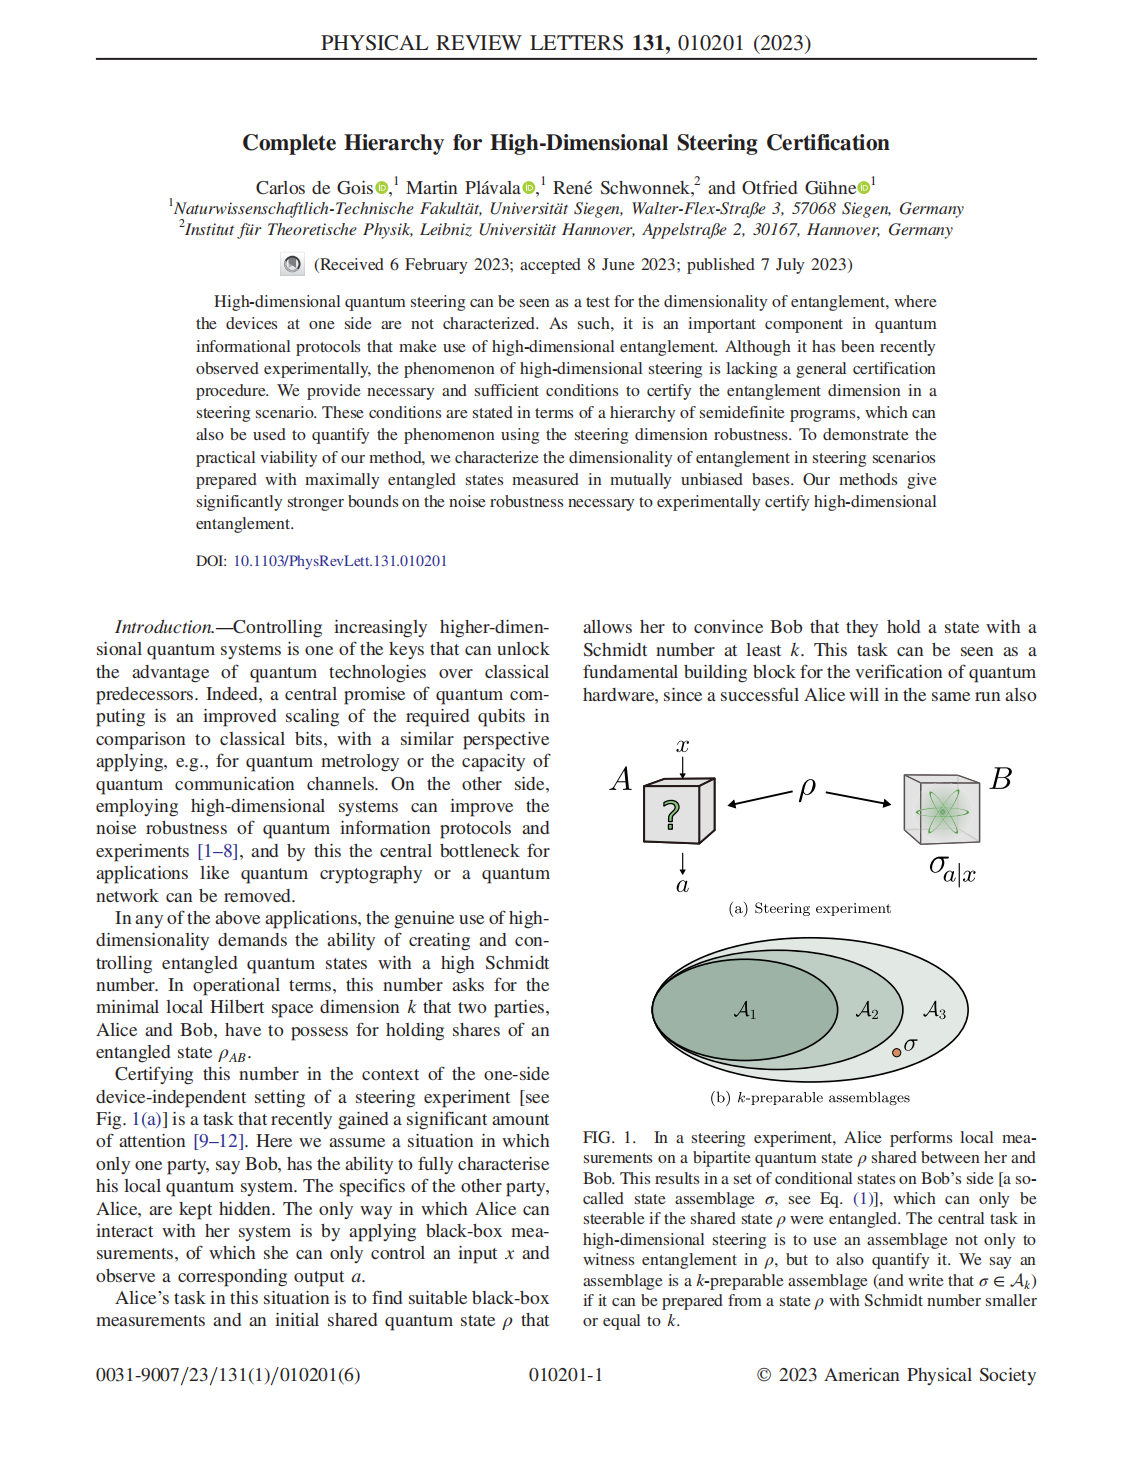 PHYSICAL REVIEW LETTERS 131, 010201 (2023)
Complete Hierarchy for High-Dimensional Steering Certification
Carlos de Gois,¹ Martin Plávala,¹ René Schwonnek,² and Otfried Gühne¹
¹Naturwissenschaftlich-Technische Fakultät, Universität Siegen, Walter-Flex-Straße 3, 57068 Siegen, Germany
²Institut für Theoretische Physik, Leibniz Universität Hannover, Appelstraße 2, 30167, Hannover, Germany
(Received 6 February 2023; accepted 8 June 2023; published 7 July 2023)
High-dimensional quantum steering can be seen as a test for the dimensionality of entanglement, where
the devices at one side are not characterized. As such, it is an important component in quantum
informational protocols that make use of high-dimensional entanglement. Although it has been recently
observed experimentally, the phenomenon of high-dimensional steering is lacking a general certification
procedure. We provide necessary and sufficient conditions to certify the entanglement dimension in a
steering scenario. These conditions are stated in terms of a hierarchy of semidefinite programs, which can
also be used to quantify the phenomenon using the steering dimension robustness. To demonstrate the
practical viability of our method, we characterize the dimensionality of entanglement in steering scenarios
prepared with maximally entangled states measured in mutually unbiased bases. Our methods give
significantly stronger bounds on the noise robustness necessary to experimentally certify high-dimensional
entanglement.
DOI: 10.1103/PhysRevLett.131.010201
Introduction.—Controlling increasingly higher-dimen-
sional quantum systems is one of the keys that can unlock
the advantage of quantum technologies over classical
predecessors. Indeed, a central promise of quantum com-
puting is an improved scaling of the required qubits in
comparison to classical bits, with a similar perspective
applying, e.g., for quantum metrology or the capacity of
quantum communication channels. On the other side,
employing high-dimensional systems can improve the
noise robustness of quantum information protocols and
experiments [1–8], and by this the central bottleneck for
applications like quantum cryptography or a quantum
network can be removed.
In any of the above applications, the genuine use of high-
dimensionality demands the ability of creating and con-
trolling entangled quantum states with a high Schmidt
number. In operational terms, this number asks for the
minimal local Hilbert space dimension k that two parties,
Alice and Bob, have to possess for holding shares of an
entangled state ρAB.
Certifying this number in the context of the one-side
device-independent setting of a steering experiment [see
Fig. 1(a)] is a task that recently gained a significant amount
of attention [9–12]. Here we assume a situation in which
only one party, say Bob, has the ability to fully characterise
his local quantum system. The specifics of the other party,
Alice, are kept hidden. The only way in which Alice can
interact with her system is by applying black-box mea-
surements, of which she can only control an input x and
observe a corresponding output a.
Alice's task in this situation is to find suitable black-box
measurements and an initial shared quantum state ρ that
allows her to convince Bob that they hold a state with a
Schmidt number at least k. This task can be seen as a
fundamental building block for the verification of quantum
hardware, since a successful Alice will in the same run also
x
A ? ρ B
a σa|x
(a) Steering experiment
A₁ A₂ A₃
σ
(b) k-preparable assemblages
FIG. 1. In a steering experiment, Alice performs local mea-
surements on a bipartite quantum state ρ shared between her and
Bob. This results in a set of conditional states on Bob's side [a so-
called state assemblage σ, see Eq. (1)], which can only be
steerable if the shared state ρ were entangled. The central task in
high-dimensional steering is to use an assemblage not only to
witness entanglement in ρ, but to also quantify it. We say an
assemblage is a k-preparable assemblage (and write that σ ∈ Aₖ)
if it can be prepared from a state ρ with Schmidt number smaller
or equal to k.
0031-9007/23/131(1)/010201(6)
010201-1
© 2023 American Physical Society